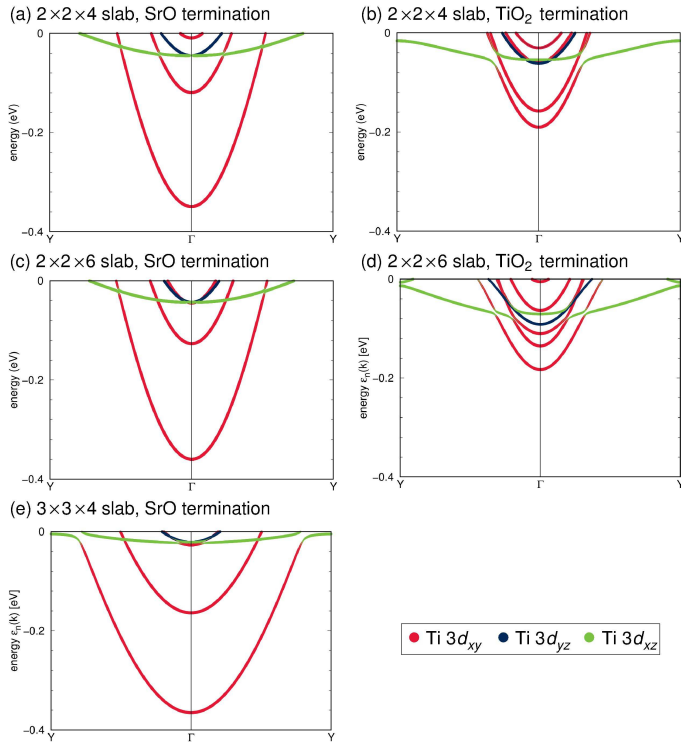 (a) 2×2×4 slab, SrO termination
(b) 2×2×4 slab, TiO2 termination
0
−0.2
−0.4
energy (eV)
Y
Γ
Y
0
−0.2
−0.4
energy (eV)
Y
Γ
Y
(c) 2×2×6 slab, SrO termination
(d) 2×2×6 slab, TiO2 termination
0
−0.2
−0.4
energy (eV)
Y
Γ
Y
0
−0.2
−0.4
energy εn(k) [eV]
Y
Γ
Y
(e) 3×3×4 slab, SrO termination
0
−0.2
−0.4
energy εn(k) [eV]
Y
Γ
Y
Ti 3dxy Ti 3dyz Ti 3dxz